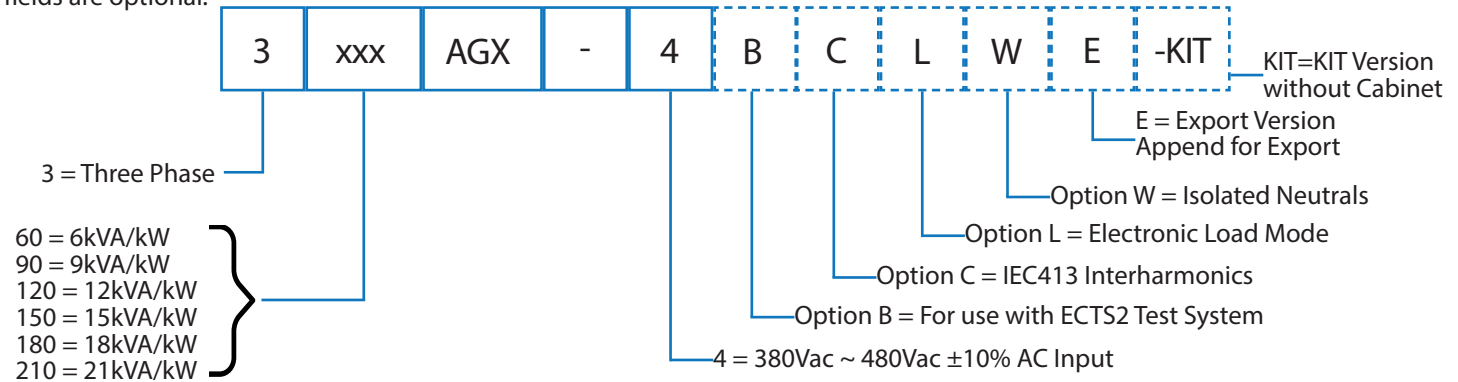 fields are optional.
3 xxx AGX - 4 B C L W E -KIT
KIT=KIT Version
without Cabinet
E = Export Version
Append for Export
3 = Three Phase
Option W = Isolated Neutrals
60 = 6kVA/kW
Option L = Electronic Load Mode
90 = 9kVA/kW
120 = 12kVA/kW
Option C = IEC413 Interharmonics
150 = 15kVA/kW
Option B = For use with ECTS2 Test System
180 = 18kVA/kW
4 = 380Vac ~ 480Vac ±10% AC Input
210 = 21kVA/kW